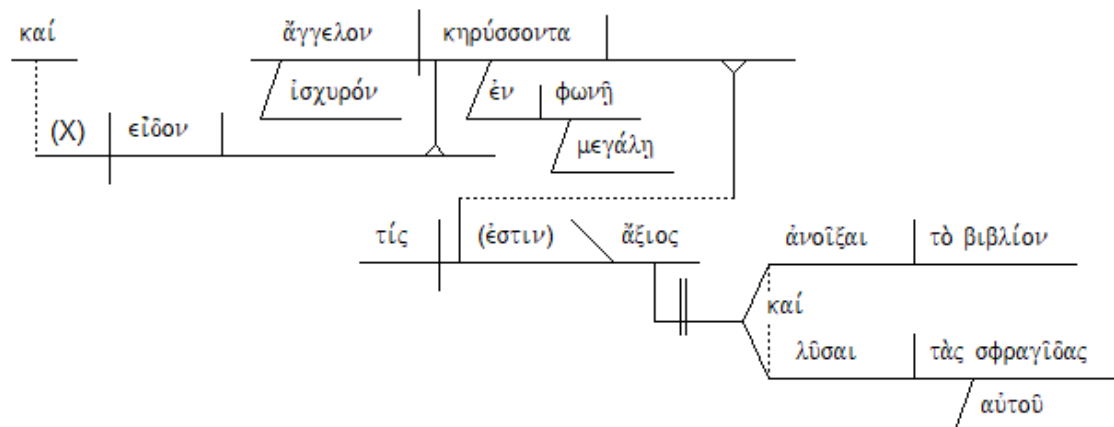 καί ἄγγελον κηρύσσοντα
ἰσχυρόν ἐν φωνῇ
(X) εἶδον
μεγάλῃ
τίς (ἐστιν) ἄξιος ἀνοῖξαι τὸ βιβλίον
καί
λῦσαι τὰς σφραγῖδας
αὐτοῦ